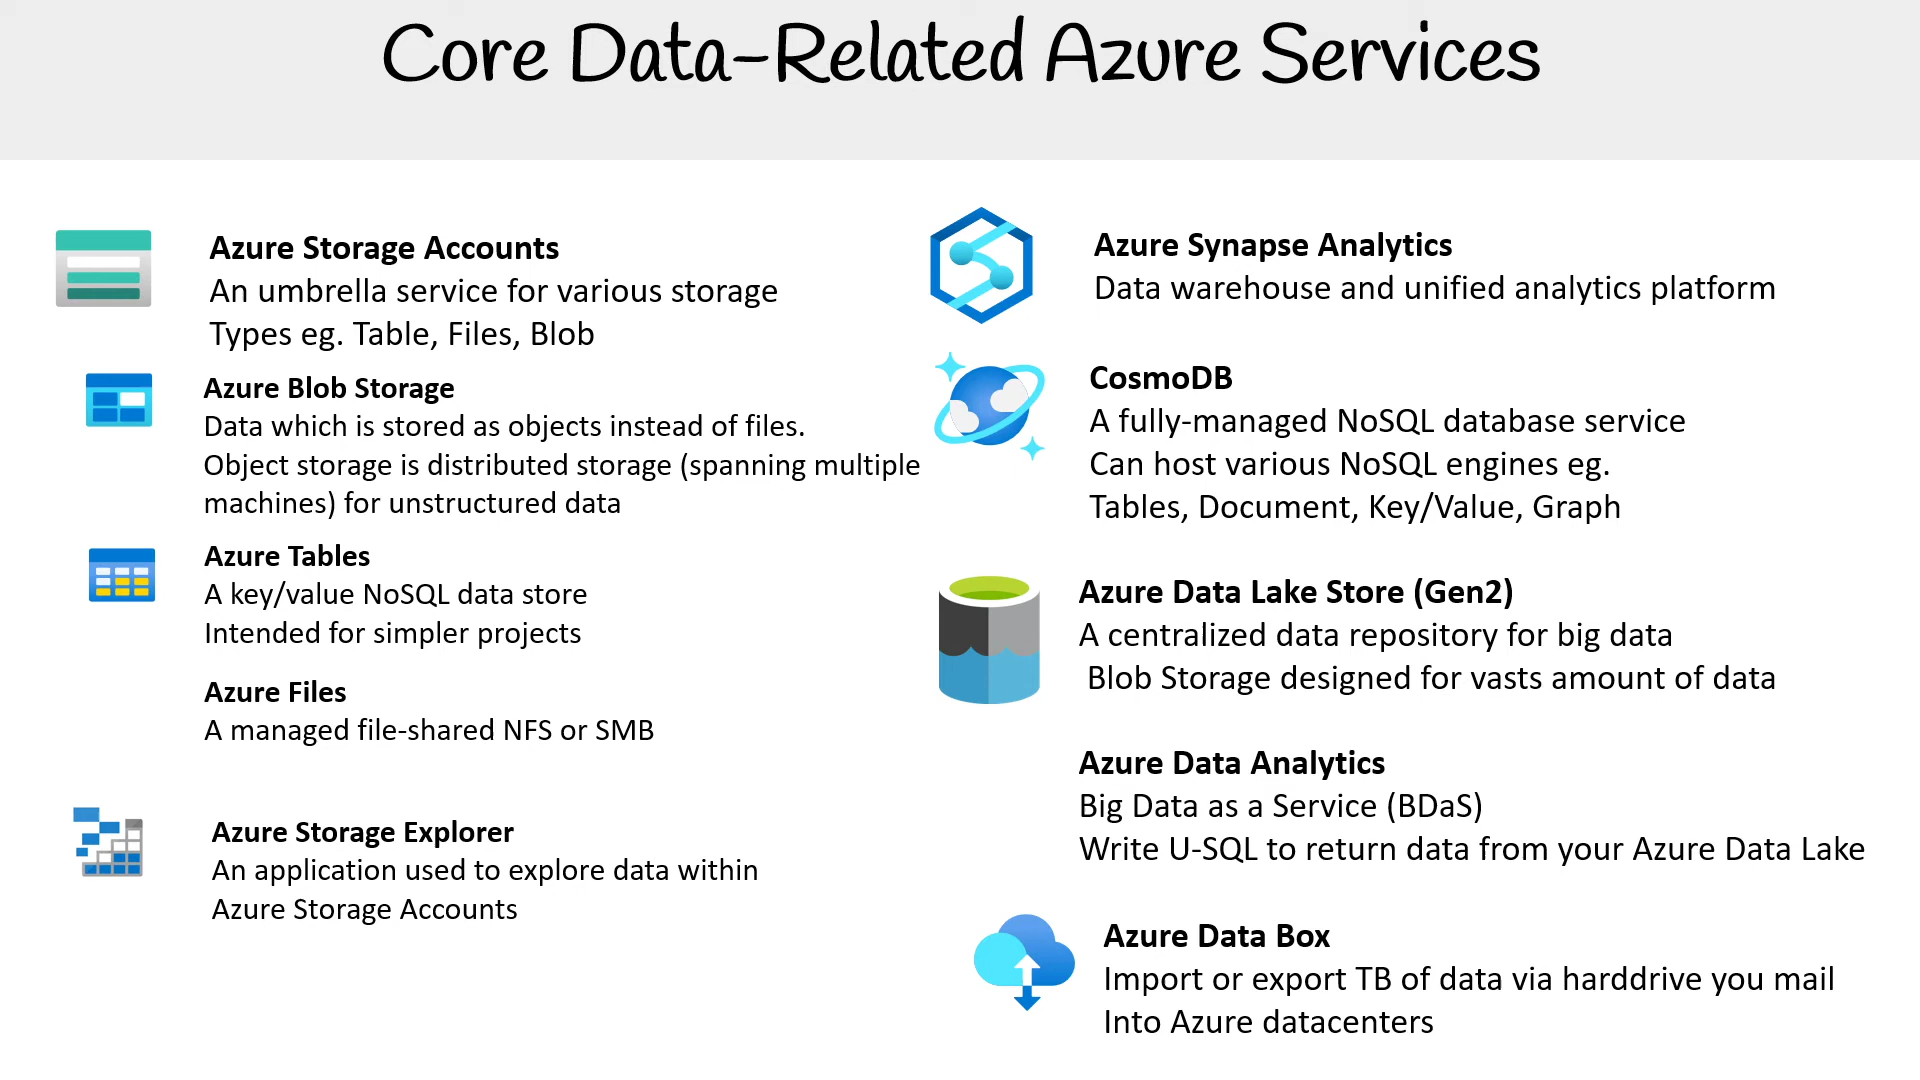 Core Data-Related Azure Services
Azure Storage Accounts
An umbrella service for various storage
Types eg. Table, Files, Blob
Azure Blob Storage
Data which is stored as objects instead of files.
Object storage is distributed storage (spanning multiple
machines) for unstructured data
Azure Tables
A key/value NoSQL data store
Intended for simpler projects
Azure Files
A managed file-shared NFS or SMB
Azure Storage Explorer
An application used to explore data within
Azure Storage Accounts
Azure Synapse Analytics
Data warehouse and unified analytics platform
CosmoDB
A fully-managed NoSQL database service
Can host various NoSQL engines eg.
Tables, Document, Key/Value, Graph
Azure Data Lake Store (Gen2)
A centralized data repository for big data
Blob Storage designed for vasts amount of data
Azure Data Analytics
Big Data as a Service (BDaS)
Write U-SQL to return data from your Azure Data Lake
Azure Data Box
Import or export TB of data via harddrive you mail
Into Azure datacenters